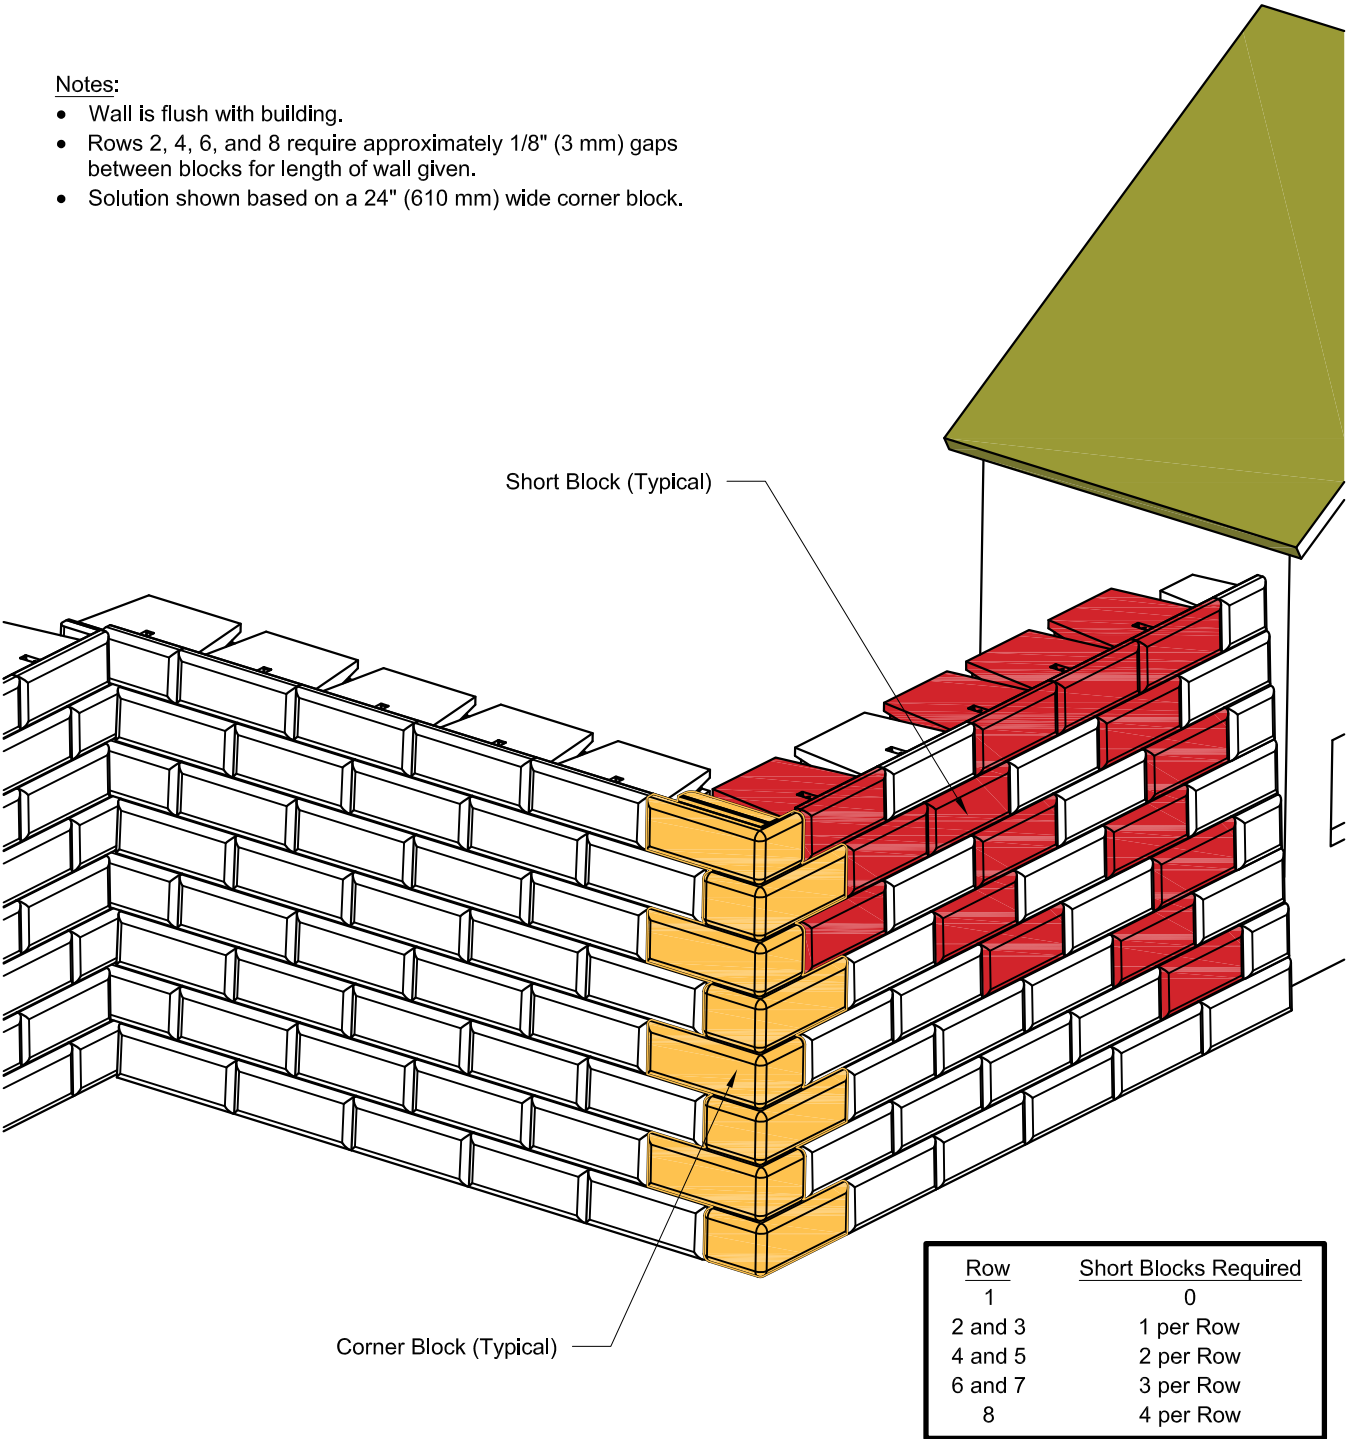 Notes:
• Wall is flush with building.
• Rows 2, 4, 6, and 8 require approximately 1/8" (3 mm) gaps
between blocks for length of wall given.
• Solution shown based on a 24" (610 mm) wide corner block.
Short Block (Typical)
Corner Block (Typical)
Row Short Blocks Required
1 0
2 and 3 1 per Row
4 and 5 2 per Row
6 and 7 3 per Row
8 4 per Row